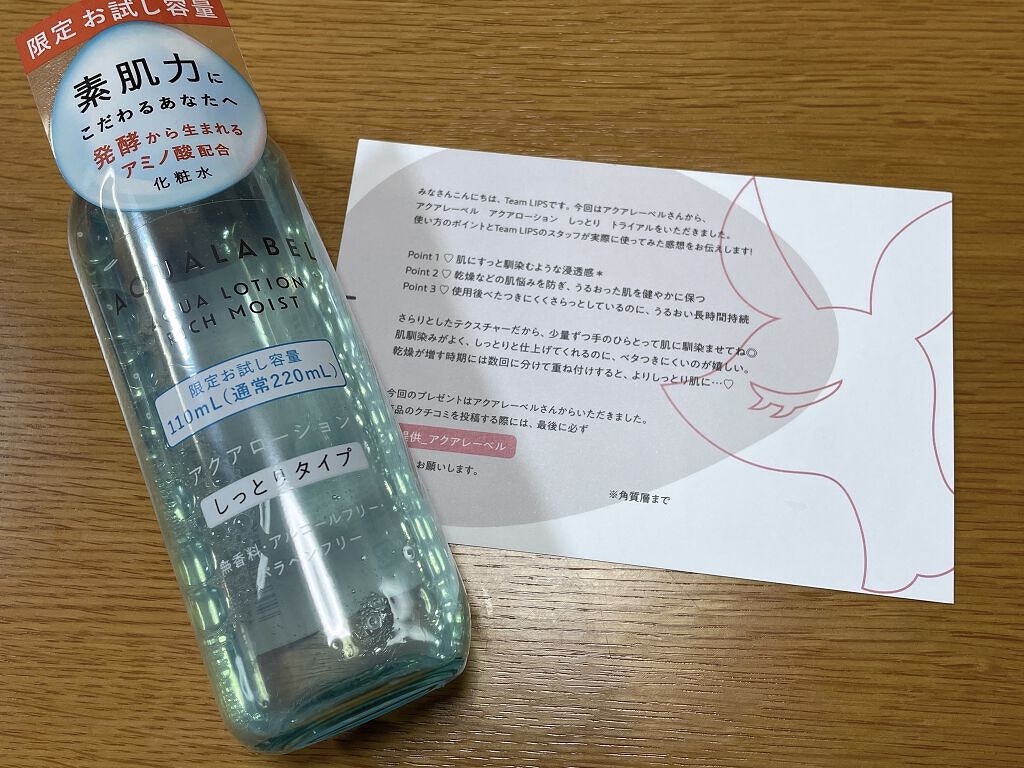 限定 お試し容量
素肌力に
こだわるあなたへ
発酵から生まれる
アミノ酸配合
化粧水
AQUALABEL
AQUA LOTION
RICH MOIST
限定お試し容量
110mL(通常220mL)
アクアローション
しっとりタイプ
無香料・アルコールフリー・
パラベンフリー
みなさんこんにちは、Team LIPSです。今回はアクアレーベルさんから、
アクアレーベル アクアローション しっとり トライアルをいただきました。
使い方のポイントとTeam LIPSのスタッフが実際に使ってみた感想をお伝えします!
Point 1 ♡ 肌にすっと馴染むような浸透感*
Point 2 ♡ 乾燥などの肌悩みを防ぎ、うるおった肌を健やかに保つ
Point 3 ♡ 使用後べたつきにくくさらっとしているのに、うるおい長時間持続
さらりとしたテクスチャーだから、少量ずつ手のひらとって肌に馴染ませてね◎
肌馴染みがよく、しっとりと仕上げてくれるのに、ベタつきにくいのが嬉しい。
乾燥が増す時期には数回に分けて重ね付けすると、よりしっとり肌に…♡
今回のプレゼントはアクアレーベルさんからいただきました。
品のクチコミを投稿する際には、最後に必ず
提供_アクアレーベル
お願いします。
※角質層まで